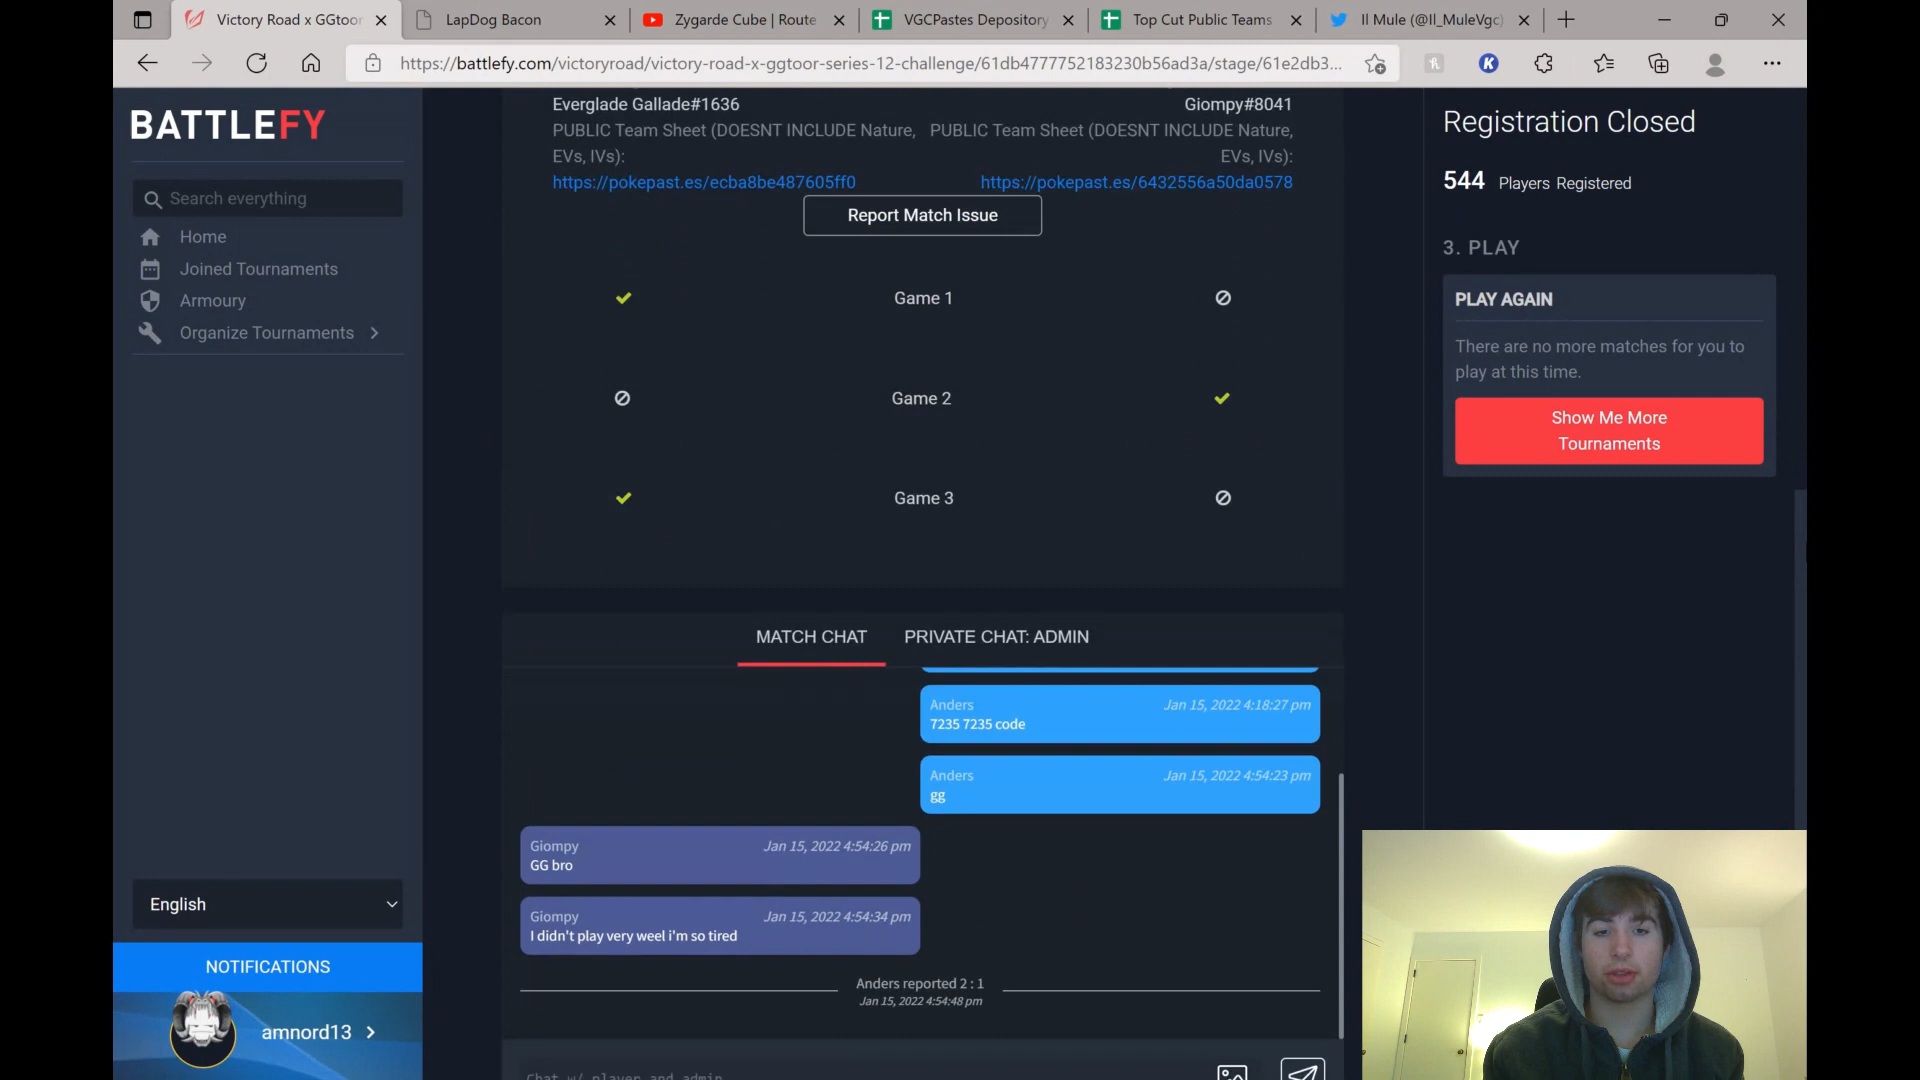 Victory Road x GGtoor
LapDog Bacon
Zygarde Cube | Route
VGCPastes Depository
Top Cut Public Teams
Il Mule (@Il_MuleVgc)
https://battlefy.com/victoryroad/victory-road-x-ggtoor-series-12-challenge/61db4777752183230b56ad3a/stage/61e2db3...
BATTLEFY
Search everything
Home
Joined Tournaments
Armoury
Organize Tournaments
English
NOTIFICATIONS
amnord13
Everglade Gallade#1636
PUBLIC Team Sheet (DOESNT INCLUDE Nature,
EVs, IVs):
https://pokepast.es/ecba8be487605ff0
Giompy#8041
PUBLIC Team Sheet (DOESNT INCLUDE Nature,
EVs, IVs):
https://pokepast.es/6432556a50da0578
Report Match Issue
Game 1
Game 2
Game 3
MATCH CHAT
PRIVATE CHAT: ADMIN
Anders Jan 15, 2022 4:18:27 pm
7235 7235 code
Anders Jan 15, 2022 4:54:23 pm
gg
Giompy Jan 15, 2022 4:54:26 pm
GG bro
Giompy Jan 15, 2022 4:54:34 pm
I didn't play very weel i'm so tired
Anders reported 2 : 1
Jan 15, 2022 4:54:48 pm
Chat w/ player and admin
Registration Closed
544 Players Registered
3. PLAY
PLAY AGAIN
There are no more matches for you to
play at this time.
Show Me More
Tournaments